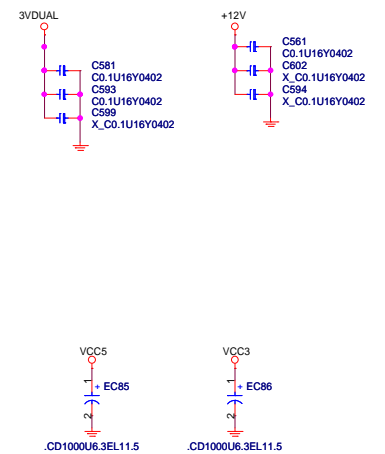 3VDUAL
C581
C0.1U16Y0402
C593
C0.1U16Y0402
C599
X_C0.1U16Y0402
+12V
C561
C0.1U16Y0402
C602
X_C0.1U16Y0402
C594
X_C0.1U16Y0402
VCC5
1
+ EC85
2
.CD1000U6.3EL11.5
VCC3
1
+ EC86
2
.CD1000U6.3EL11.5